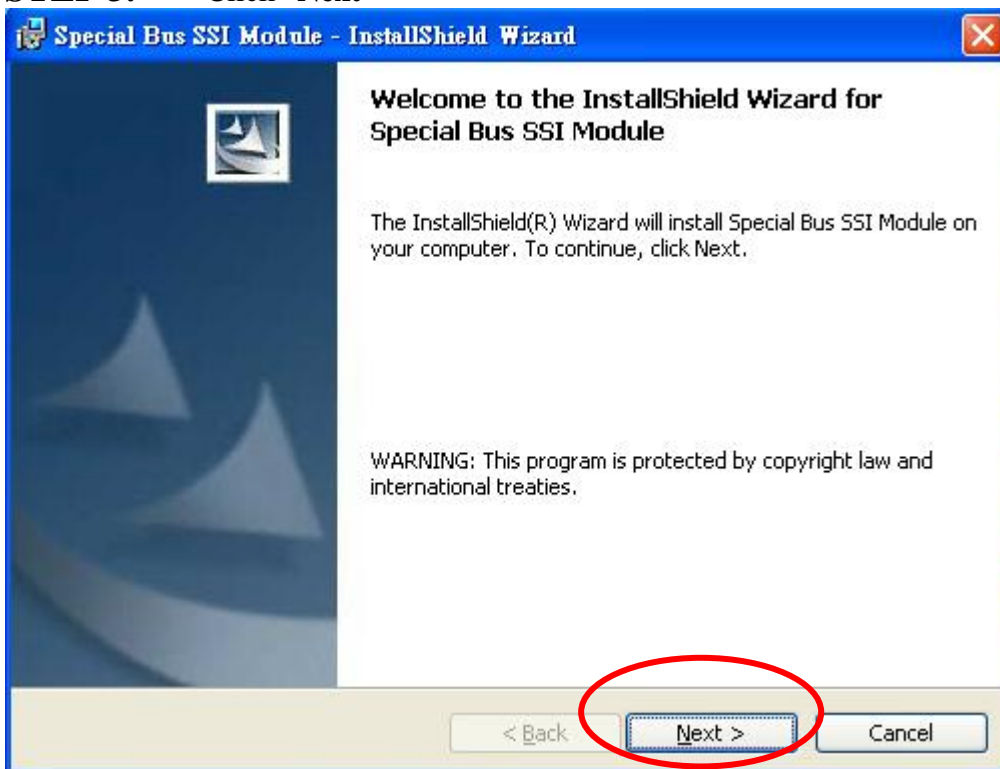 Special Bus SSI Module - InstallShield Wizard
Welcome to the InstallShield Wizard for
Special Bus SSI Module
The InstallShield(R) Wizard will install Special Bus SSI Module on
your computer. To continue, click Next.
WARNING: This program is protected by copyright law and
international treaties.
< Back Next > Cancel